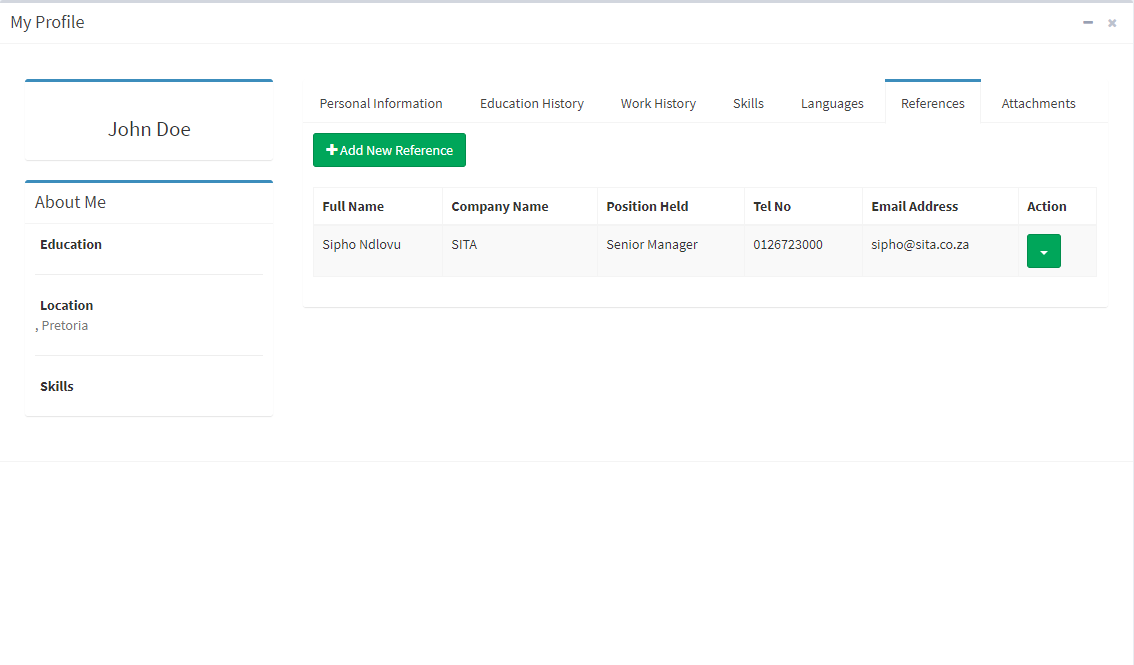 My Profile
John Doe
About Me
Education
Location
, Pretoria
Skills
Personal Information Education History Work History Skills Languages References Attachments
Add New Reference
Full Name Company Name Position Held Tel No Email Address Action
Sipho Ndlovu SITA Senior Manager 0126723000 sipho@sita.co.za